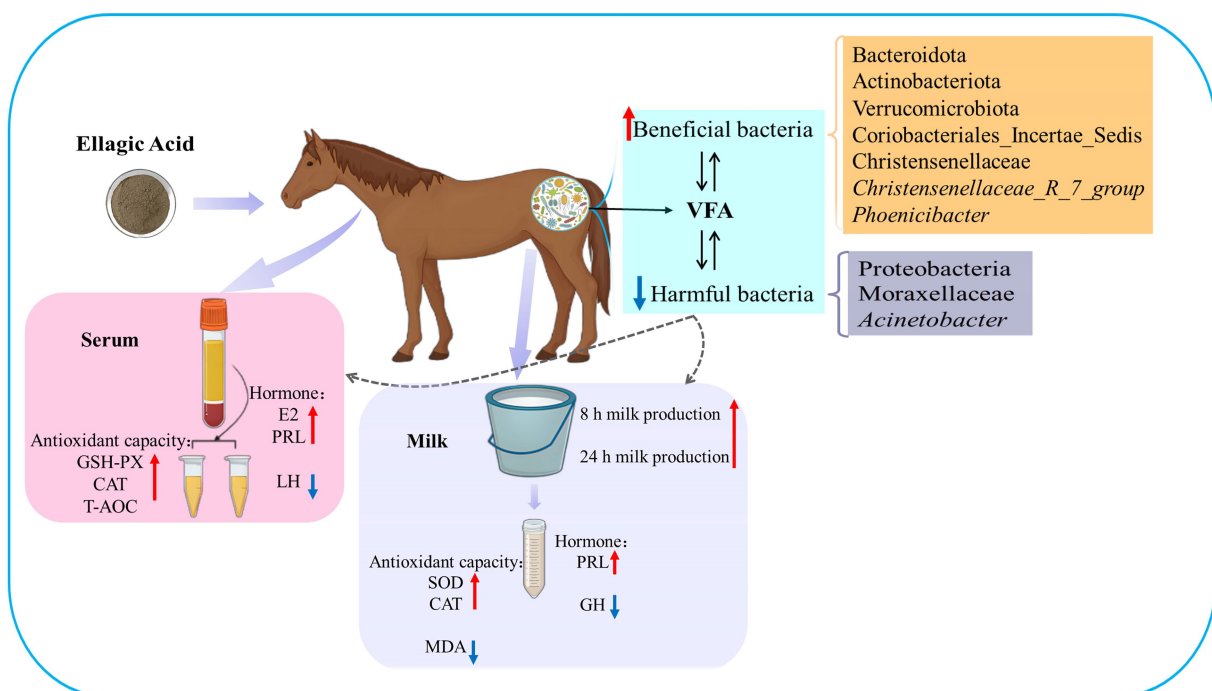 Ellagic Acid
Beneficial bacteria
VFA
Harmful bacteria
Bacteroidota
Actinobacteriota
Verrucomicrobiota
Coriobacteriales_Incertae_Sedis
Christensenellaceae
Christensenellaceae_R_7_group
Phoenicibacter
Proteobacteria
Moraxellaceae
Acinetobacter
Serum
Hormone：
E2
PRL
LH
Antioxidant capacity：
GSH-PX
CAT
T-AOC
Milk
8 h milk production
24 h milk production
Antioxidant capacity：
SOD
CAT
MDA
Hormone：
PRL
GH